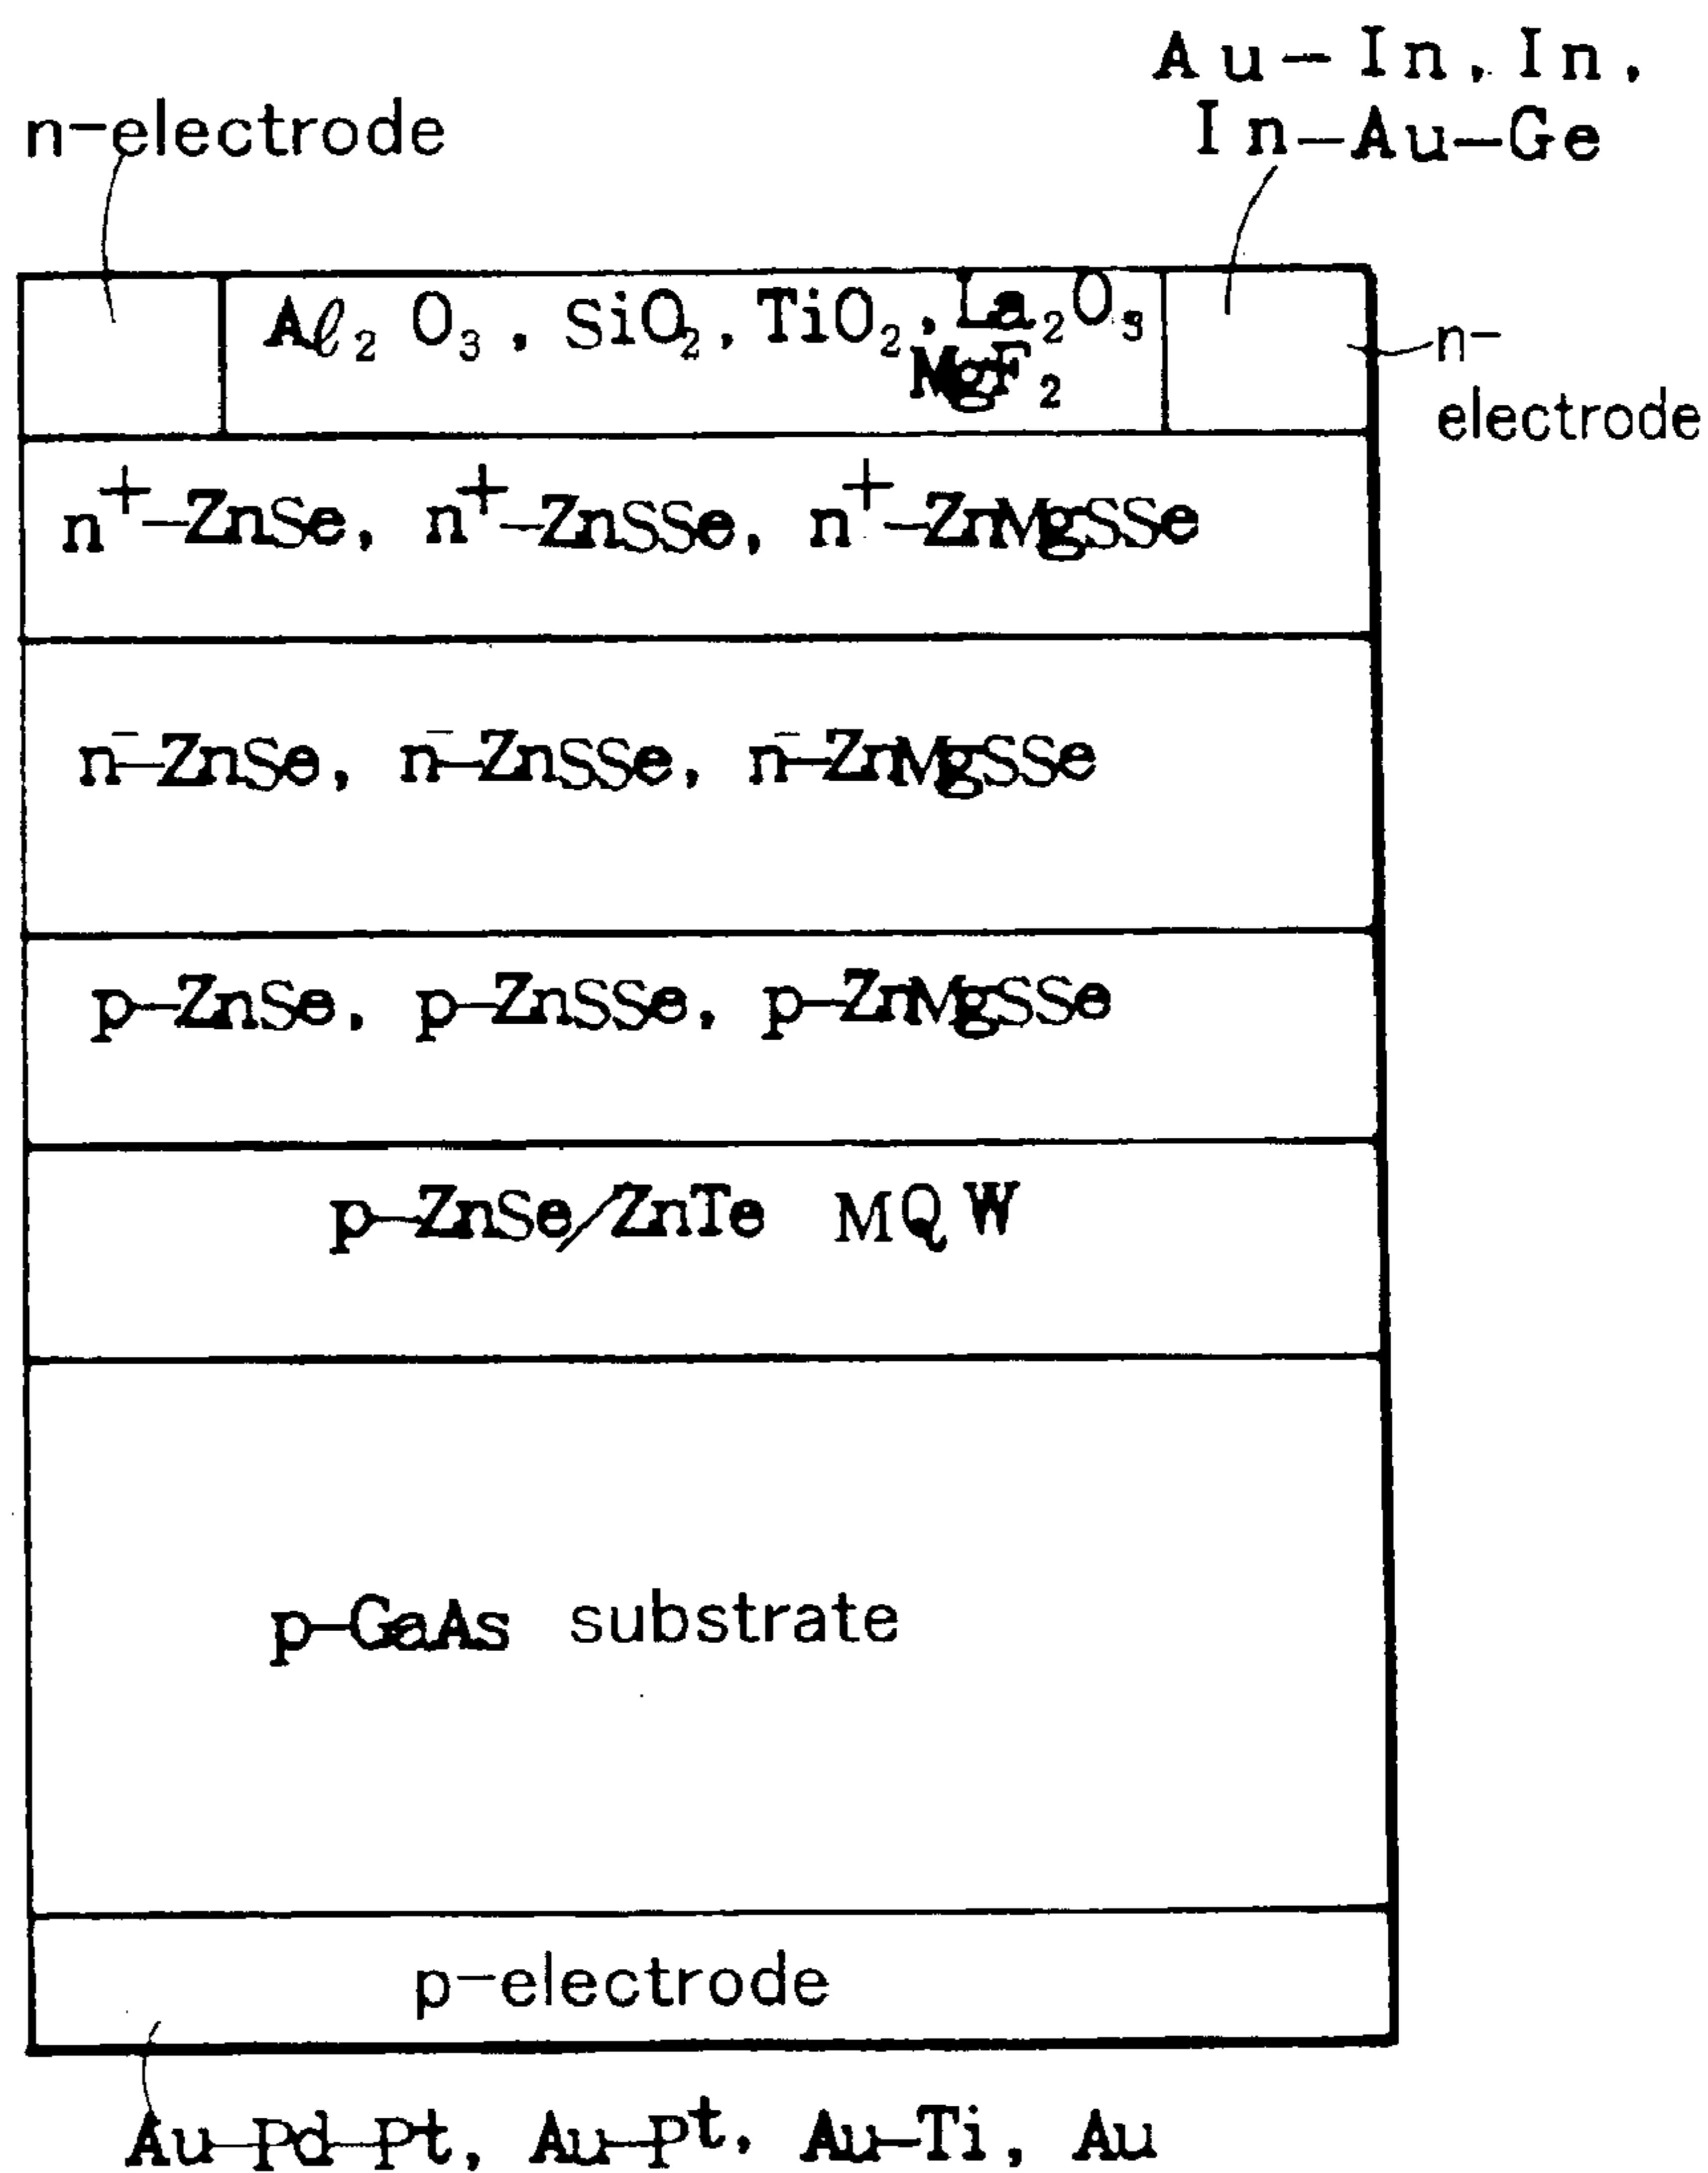 Au-In, In,
In-Au-Ge
n-electrode
Aℓ₂O₃, SiO₂, TiO₂, La₂O₃
MgF₂
n-
electrode
n⁺-ZnSe, n⁺-ZnSSe, n⁺-ZnMgSSe
n⁻-ZnSe, n⁻-ZnSSe, n⁻-ZnMgSSe
p-ZnSe, p-ZnSSe, p-ZnMgSSe
p-ZnSe/ZnTe MQW
p-GaAs substrate
p-electrode
Au-Pd-Pt, Au-Pt, Au-Ti, Au